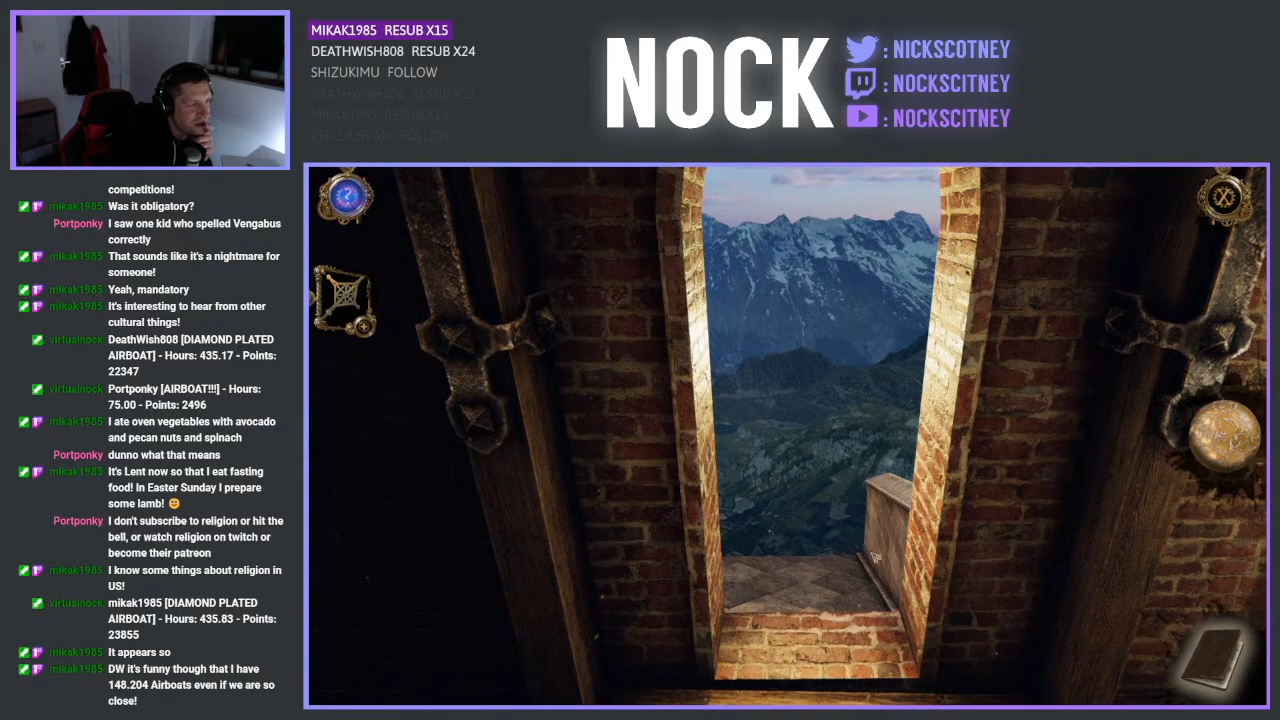 MIKAK1985 RESUB X15
DEATHWISH808 RESUB X24
SHIZUKIMU FOLLOW
DEATHWISH808 RESUB X23
MIKAK1985 RESUB X14
NOCK
: NICKSCOTNEY
: NOCKSCITNEY
: NOCKSCITNEY
competitions!
mikak1985 Was it obligatory?
Portponky I saw one kid who spelled Vengabus
correctly
mikak1985 That sounds like it's a nightmare for
someone!
mikak1985 Yeah, mandatory
mikak1985 It's interesting to hear from other
cultural things!
virtualnock DeathWish808 [DIAMOND PLATED
AIRBOAT] - Hours: 435.17 - Points:
22347
virtualnock Portponky [AIRBOAT!!!] - Hours:
75.00 - Points: 2496
mikak1985 I ate oven vegetables with avocado
and pecan nuts and spinach
Portponky dunno what that means
mikak1985 It's Lent now so that I eat fasting
food! In Easter Sunday I prepare
some lamb! 🙂
Portponky I don't subscribe to religion or hit the
bell, or watch religion on twitch or
become their patreon
mikak1985 I know some things about religion in
US!
virtualnock mikak1985 [DIAMOND PLATED
AIRBOAT] - Hours: 435.83 - Points:
23855
mikak1985 It appears so
mikak1985 DW it's funny though that I have
148.204 Airboats even if we are so
close!